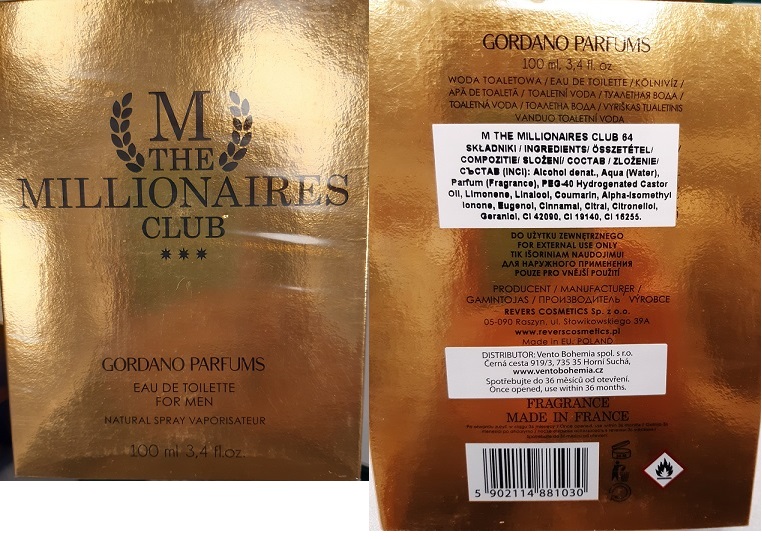 M
THE
MILLIONAIRES
CLUB
★★★
GORDANO PARFUMS
EAU DE TOILETTE
FOR MEN
NATURAL SPRAY VAPORISATEUR
100 ml 3,4 fl.oz.
GORDANO PARFUMS
100 ml. 3,4 fl. oz
WODA TOALETOWA / EAU DE TOILETTE / KÖLNIVÍZ /
APĂ DE TOALETĂ / TOALETNÍ VODA / ТУАЛЕТНАЯ ВОДА /
TOALETNÁ VODA / ТОАЛЕТНА ВОДА / VYRIŠKAS TUALETINIS
VANDUO TOALETNÍ VODA
M THE MILLIONAIRES CLUB 64
SKŁADNIKI / INGREDIENTS/ ÖSSZETÉTEL/
COMPOZITIE/ SLOŽENÍ/ СОСТАВ / ZLOŽENIE/
СЪСТАВ (INCI): Alcohol denat., Aqua (Water),
Parfum (Fragrance), PEG-40 Hydrogenated Castor
Oil, Limonene, Linalool, Coumarin, Alpha-Isomethyl
Ionone, Eugenol, Cinnamal, Citral, Citronellol,
Geraniol, CI 42090, CI 19140, CI 16255.
DO UŻYTKU ZEWNĘTRZNEGO
FOR EXTERNAL USE ONLY
TIK IŠORINIAM NAUDOJIMUI
ДЛЯ НАРУЖНОГО ПРИМЕНЕНИЯ
POUZE PRO VNĚJŠÍ POUŽITÍ
PRODUCENT / MANUFACTURER /
GAMINTOJAS / ПРОИЗВОДИТЕЛЬ VÝROBCE
REVERS COSMETICS Sp. z o.o.
05-090 Raszyn, ul. Słowikowskiego 39A
www.reverscosmetics.pl
Made in EU, POLAND
DISTRIBUTOR: Vento Bohemia spol. s r.o.
Černá cesta 919/3, 735 35 Horní Suchá,
www.ventobohemia.cz
Spotřebujte do 36 měsíců od otevření.
Once opened, use within 36 months.
FRAGRANCE
MADE IN FRANCE
5 902114 881030